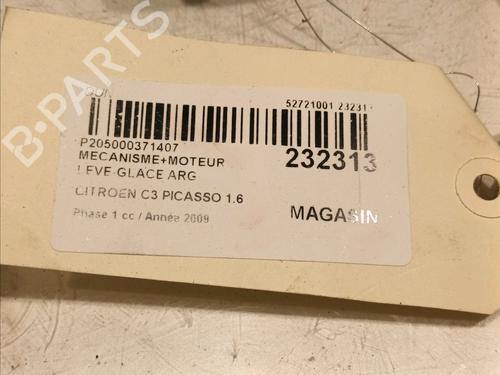 B-PARTS
52721001 23231
P205000371407
MECANISME+MOTEUR
LEVE-GLACE ARG
232313
CITROEN C3 PICASSO 1.6
Phase 1 cc / Année 2009
MAGASIN